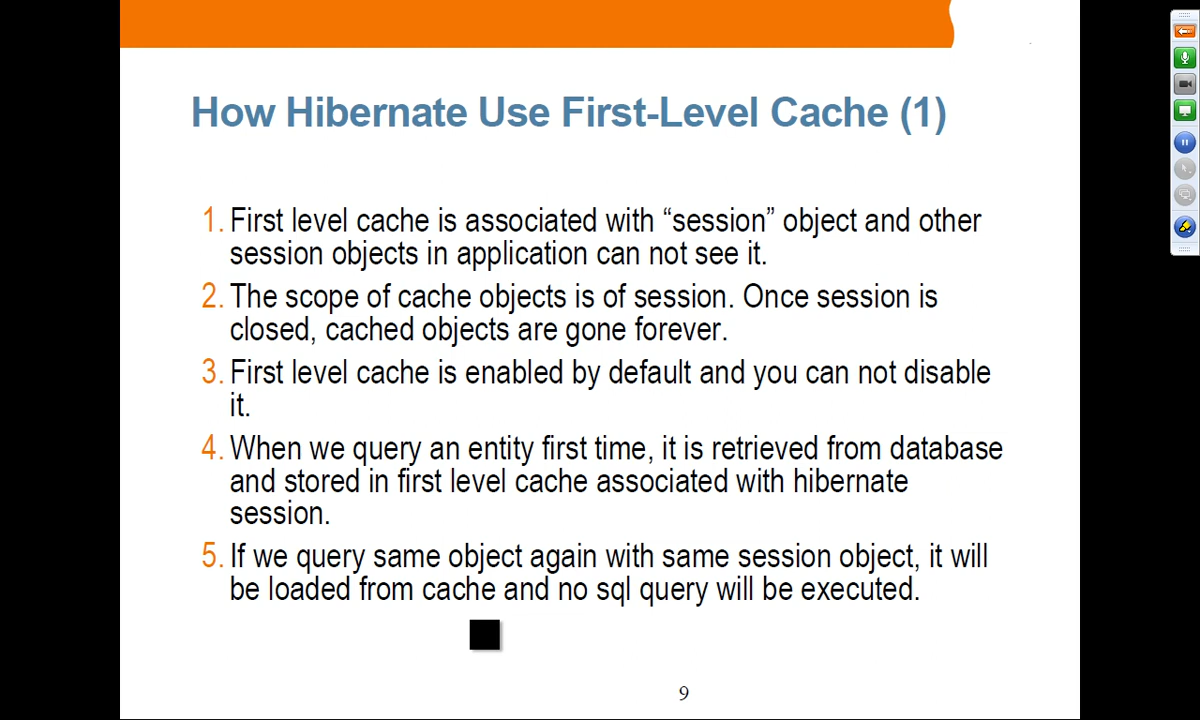 How Hibernate Use First-Level Cache (1)
1. First level cache is associated with “session” object and other
session objects in application can not see it.
2. The scope of cache objects is of session. Once session is
closed, cached objects are gone forever.
3. First level cache is enabled by default and you can not disable
it.
4. When we query an entity first time, it is retrieved from database
and stored in first level cache associated with hibernate
session.
5. If we query same object again with same session object, it will
be loaded from cache and no sql query will be executed.
9